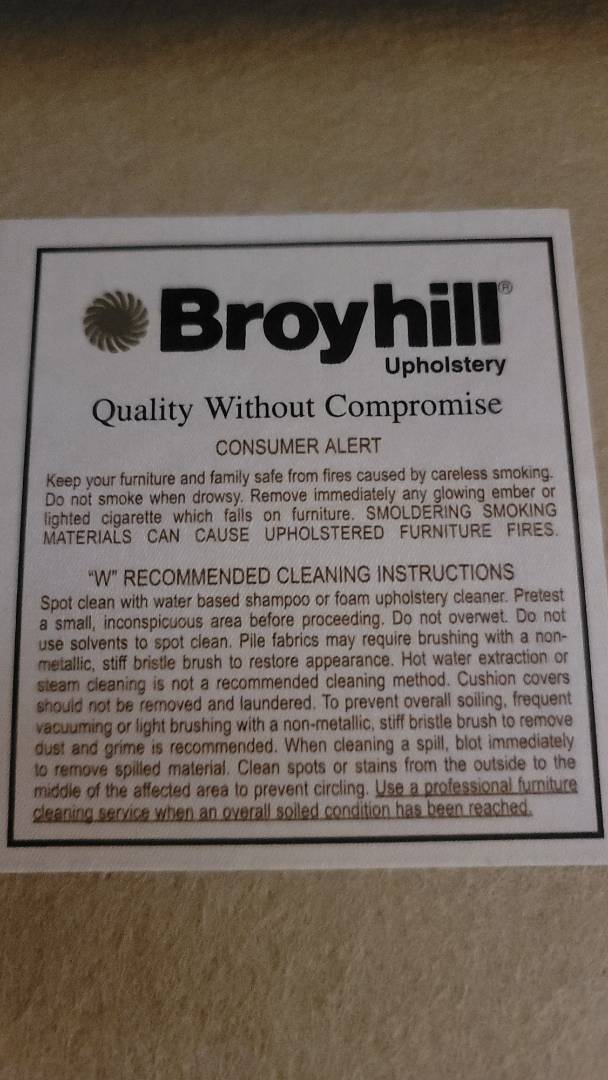 Broyhill®
Upholstery
Quality Without Compromise
CONSUMER ALERT
Keep your furniture and family safe from fires caused by careless smoking.
Do not smoke when drowsy. Remove immediately any glowing ember or
lighted cigarette which falls on furniture. SMOLDERING SMOKING
MATERIALS CAN CAUSE UPHOLSTERED FURNITURE FIRES.
“W” RECOMMENDED CLEANING INSTRUCTIONS
Spot clean with water based shampoo or foam upholstery cleaner. Pretest
a small, inconspicuous area before proceeding. Do not overwet. Do not
use solvents to spot clean. Pile fabrics may require brushing with a non-
metallic, stiff bristle brush to restore appearance. Hot water extraction or
steam cleaning is not a recommended cleaning method. Cushion covers
should not be removed and laundered. To prevent overall soiling, frequent
vacuuming or light brushing with a non-metallic, stiff bristle brush to remove
dust and grime is recommended. When cleaning a spill, blot immediately
to remove spilled material. Clean spots or stains from the outside to the
middle of the affected area to prevent circling. Use a professional furniture
cleaning service when an overall soiled condition has been reached.